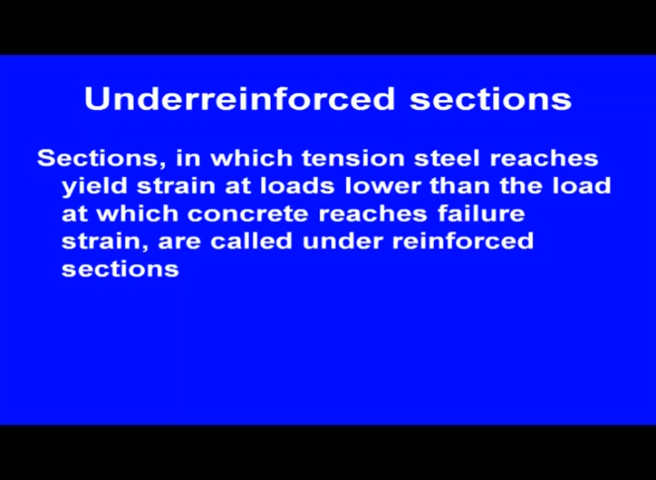 Underreinforced sections
Sections, in which tension steel reaches
yield strain at loads lower than the load
at which concrete reaches failure
strain, are called under reinforced
sections